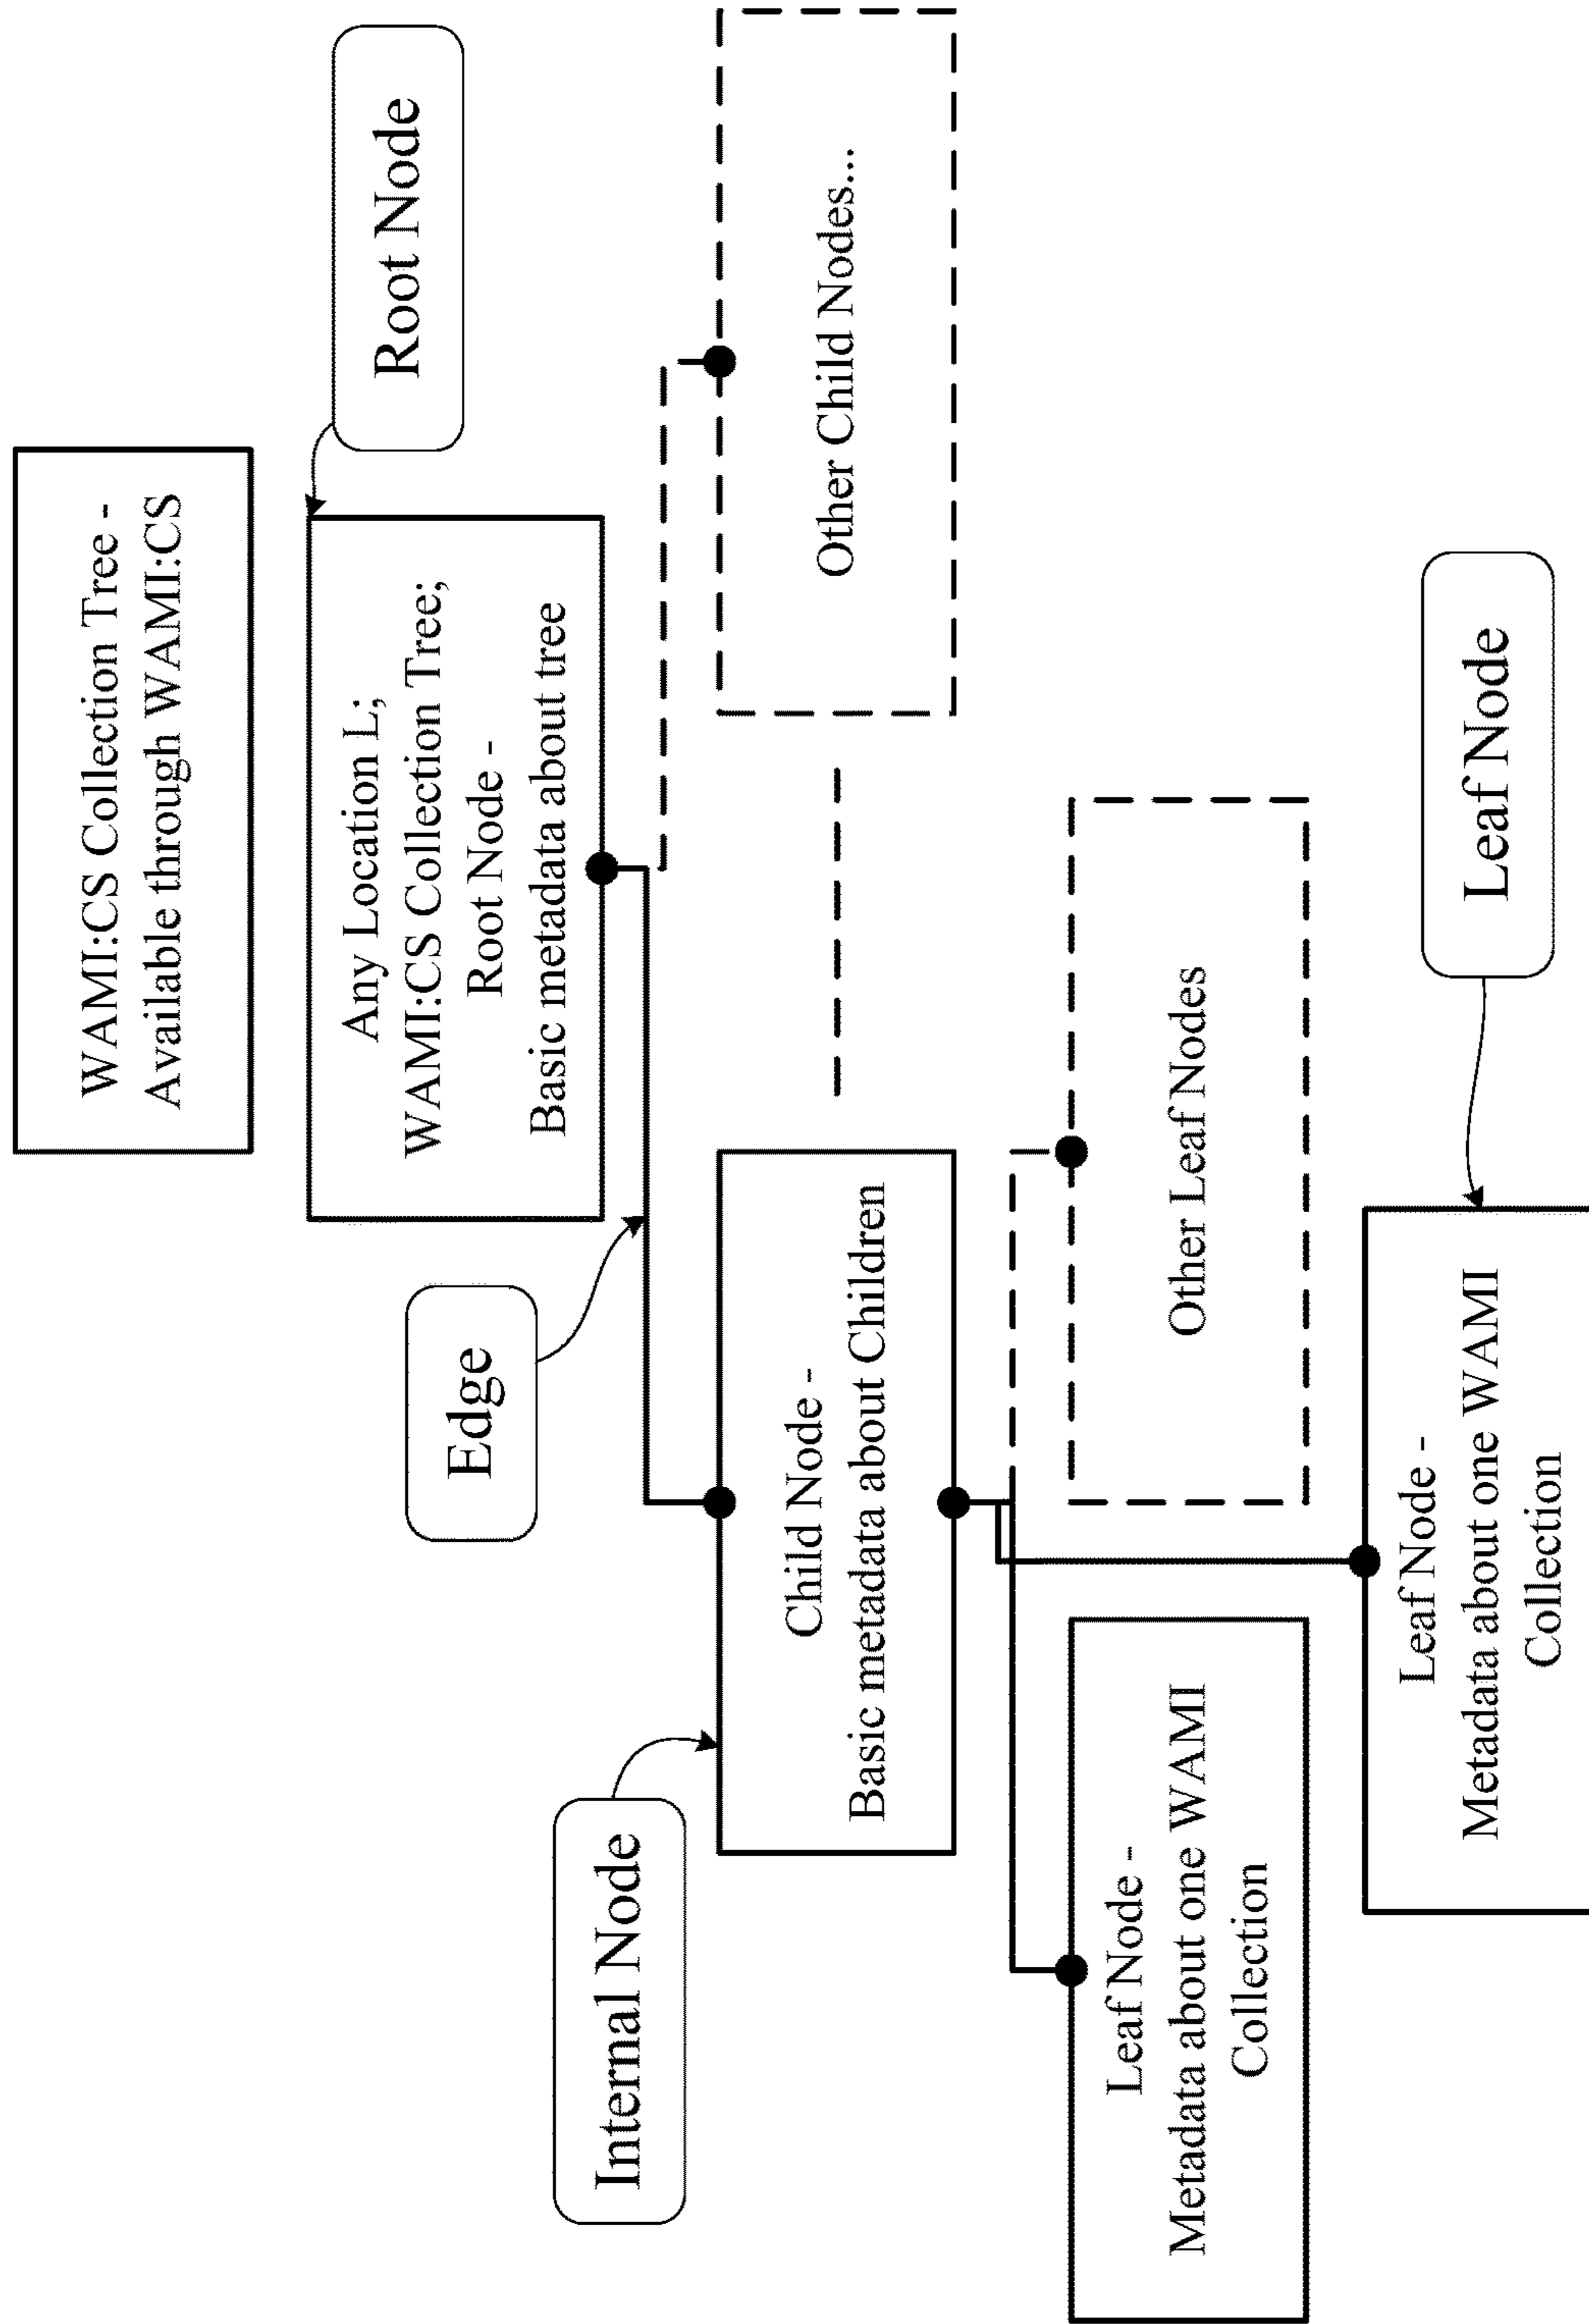 WAMI:CS Collection Tree -
Available through WAMI:CS
Root Node
Any Location L;
WAMI:CS Collection Tree;
Root Node -
Basic metadata about tree
Edge
Internal Node
Child Node -
Basic metadata about Children
Other Child Nodes...
Leaf Node -
Metadata about one WAMI
Collection
Other Leaf Nodes
Leaf Node -
Metadata about one WAMI
Collection
Leaf Node